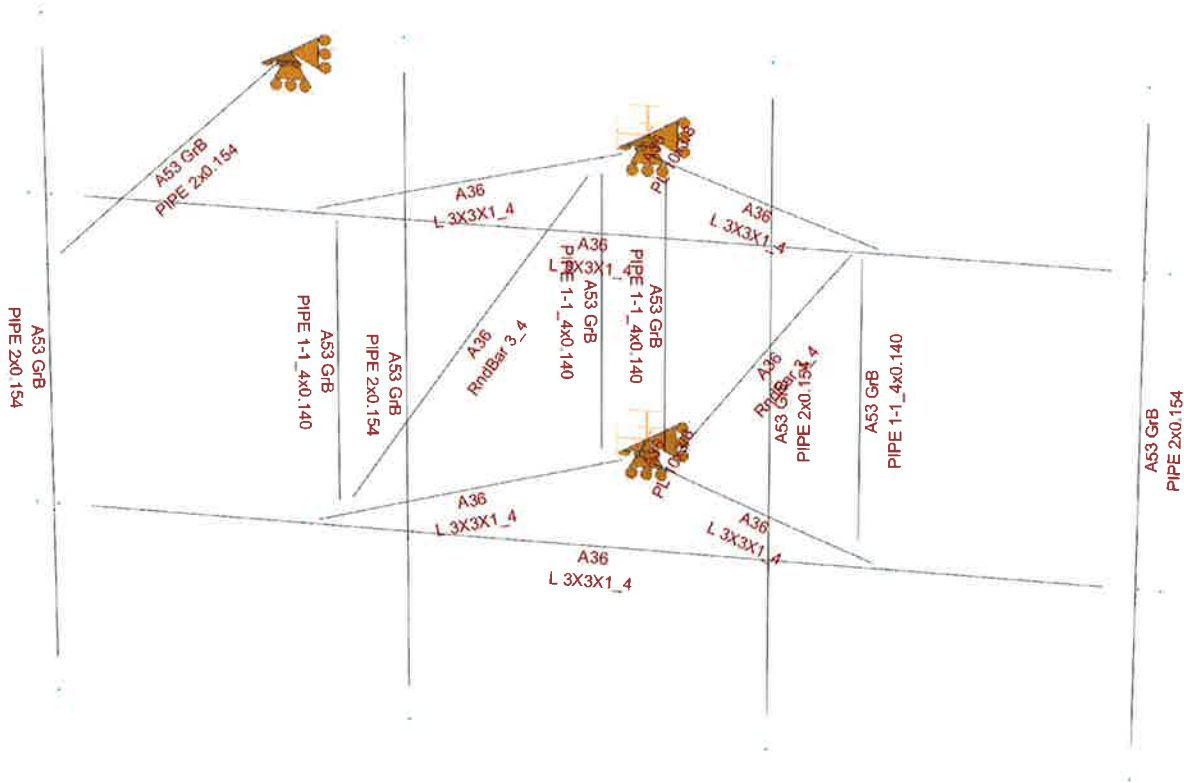 A53 GrB
PIPE 2x0.154
A36
L 3X3X1_4
A36
L 3X3X1_4
A36
L 3X3X1_4
A53 GrB
PIPE 2x0.154
A53 GrB
PIPE 1-1_4x0.140
A53 GrB
PIPE 2x0.154
A36
RndBar 3_4
A53 GrB
PIPE 1-1_4x0.140
A53 GrB
PIPE 1-1_4x0.140
A36
A53
PIPE 2x0.154
A53 GrB
PIPE 1-1_4x0.140
A53 GrB
PIPE 2x0.154
A36
L 3X3X1_4
A36
L 3X3X1_4
A36
L 3X3X1_4